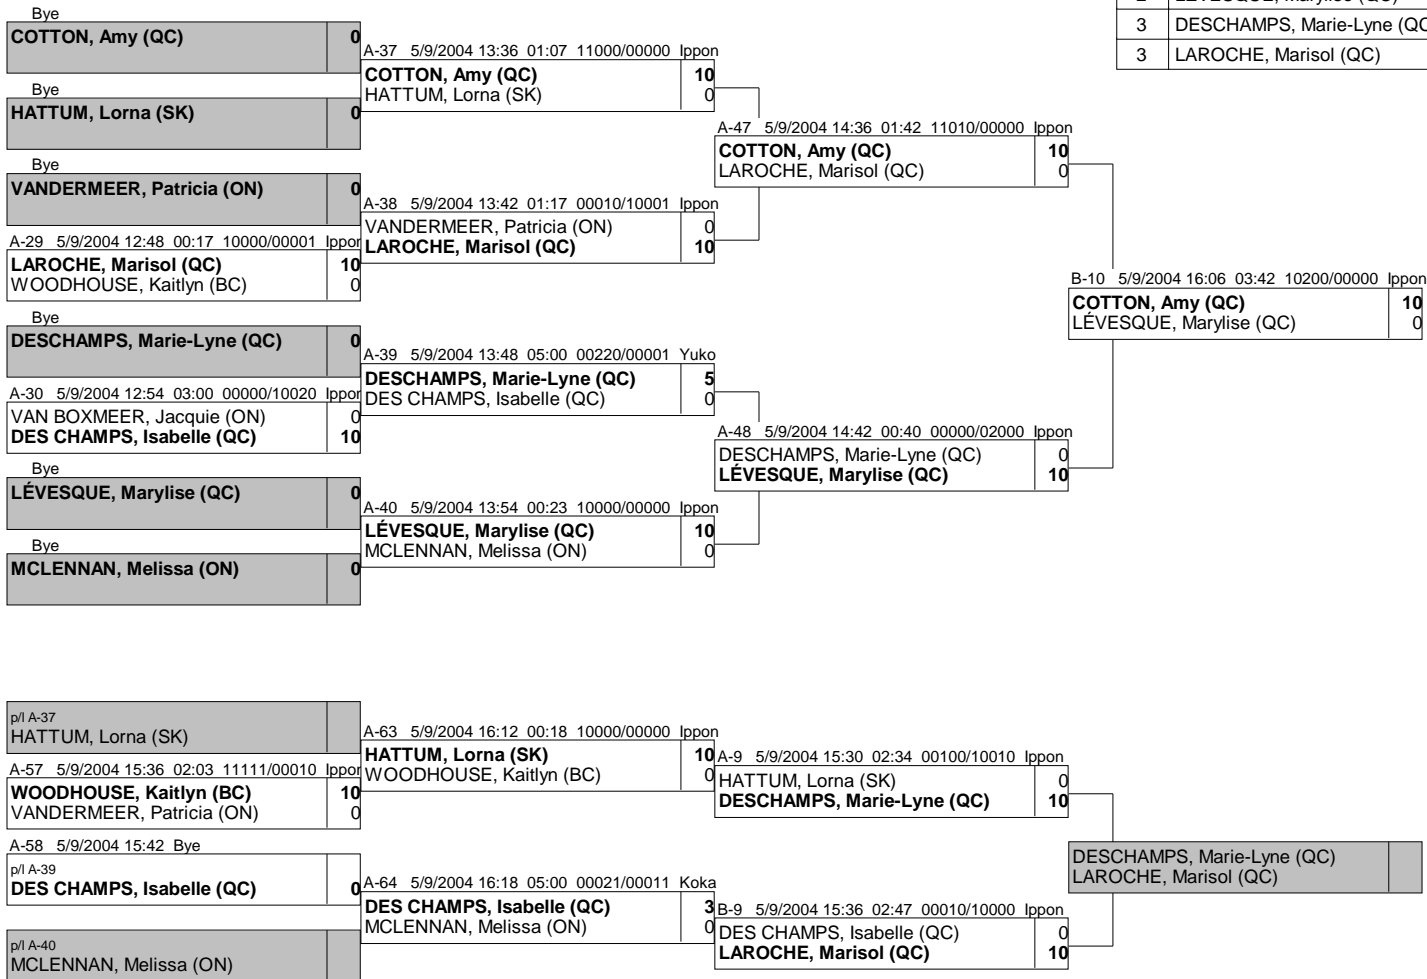 2 LÉVESQUE, Marylise (QC)
3 DESCHAMPS, Marie-Lyne (QC
3 LAROCHE, Marisol (QC)
Bye
COTTON, Amy (QC) 0
Bye
HATTUM, Lorna (SK) 0
Bye
VANDERMEER, Patricia (ON) 0
A-29 5/9/2004 12:48 00:17 10000/00001 Ippon
LAROCHE, Marisol (QC) 10
WOODHOUSE, Kaitlyn (BC) 0
Bye
DESCHAMPS, Marie-Lyne (QC) 0
A-30 5/9/2004 12:54 03:00 00000/10020 Ippon
VAN BOXMEER, Jacquie (ON) 0
DES CHAMPS, Isabelle (QC) 10
Bye
LÉVESQUE, Marylise (QC) 0
Bye
MCLENNAN, Melissa (ON) 0
A-37 5/9/2004 13:36 01:07 11000/00000 Ippon
COTTON, Amy (QC) 10
HATTUM, Lorna (SK) 0
A-38 5/9/2004 13:42 01:17 00010/10001 Ippon
VANDERMEER, Patricia (ON) 0
LAROCHE, Marisol (QC) 10
A-39 5/9/2004 13:48 05:00 00220/00001 Yuko
DESCHAMPS, Marie-Lyne (QC) 5
DES CHAMPS, Isabelle (QC) 0
A-40 5/9/2004 13:54 00:23 10000/00000 Ippon
LÉVESQUE, Marylise (QC) 10
MCLENNAN, Melissa (ON) 0
A-47 5/9/2004 14:36 01:42 11010/00000 Ippon
COTTON, Amy (QC) 10
LAROCHE, Marisol (QC) 0
A-48 5/9/2004 14:42 00:40 00000/02000 Ippon
DESCHAMPS, Marie-Lyne (QC) 0
LÉVESQUE, Marylise (QC) 10
B-10 5/9/2004 16:06 03:42 10200/00000 Ippon
COTTON, Amy (QC) 10
LÉVESQUE, Marylise (QC) 0
p/l A-37
HATTUM, Lorna (SK)
A-57 5/9/2004 15:36 02:03 11111/00010 Ippon
WOODHOUSE, Kaitlyn (BC) 10
VANDERMEER, Patricia (ON) 0
A-58 5/9/2004 15:42 Bye
p/l A-39
DES CHAMPS, Isabelle (QC) 0
p/l A-40
MCLENNAN, Melissa (ON)
A-63 5/9/2004 16:12 00:18 10000/00000 Ippon
HATTUM, Lorna (SK) 10
WOODHOUSE, Kaitlyn (BC) 0
A-64 5/9/2004 16:18 05:00 00021/00011 Koka
DES CHAMPS, Isabelle (QC) 3
MCLENNAN, Melissa (ON) 0
A-9 5/9/2004 15:30 02:34 00100/10010 Ippon
HATTUM, Lorna (SK) 0
DESCHAMPS, Marie-Lyne (QC) 10
B-9 5/9/2004 15:36 02:47 00010/10000 Ippon
DES CHAMPS, Isabelle (QC) 0
LAROCHE, Marisol (QC) 10
DESCHAMPS, Marie-Lyne (QC)
LAROCHE, Marisol (QC)